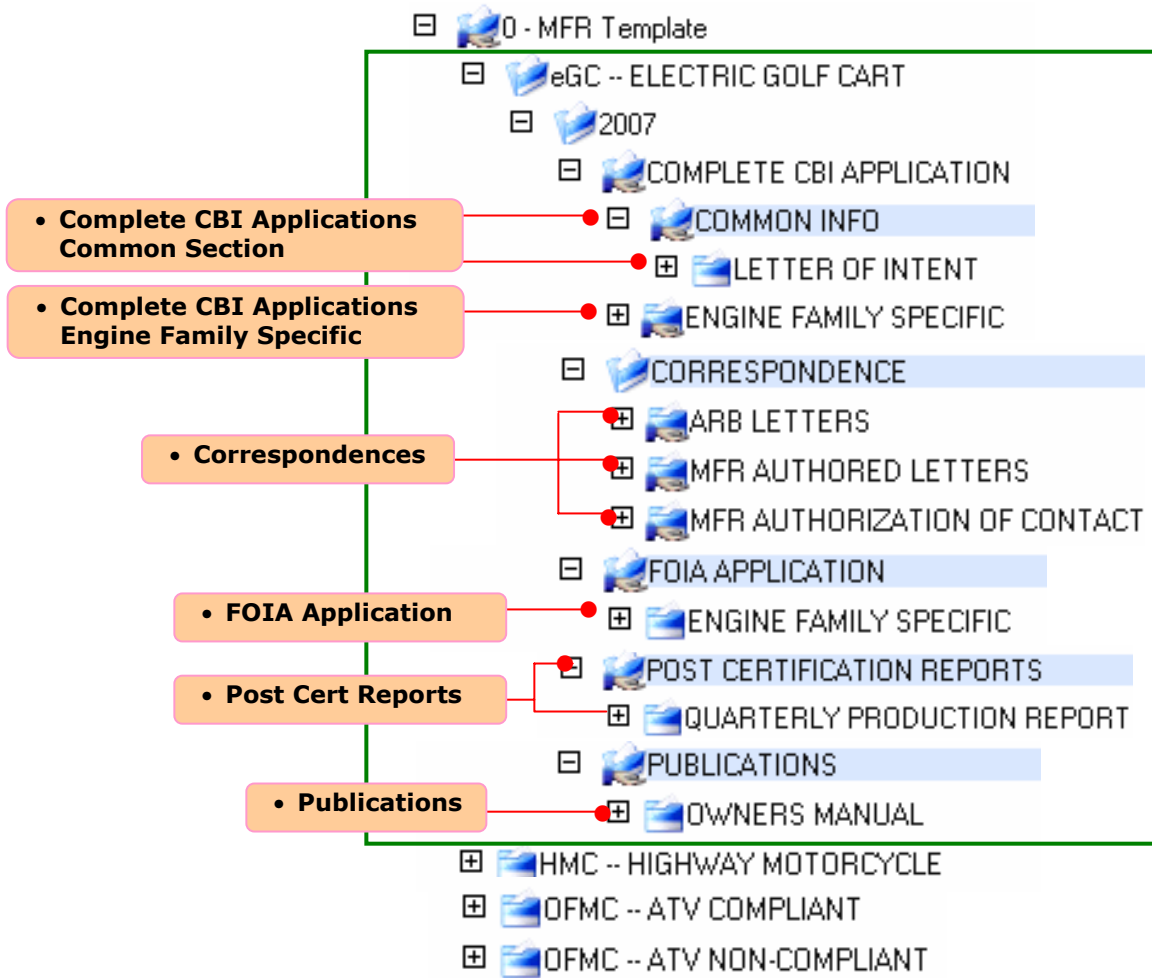 0 - MFR Template
eGC -- ELECTRIC GOLF CART
2007
COMPLETE CBI APPLICATION
• Complete CBI Applications
Common Section
COMMON INFO
LETTER OF INTENT
• Complete CBI Applications
Engine Family Specific
ENGINE FAMILY SPECIFIC
CORRESPONDENCE
ARB LETTERS
• Correspondences
MFR AUTHORED LETTERS
MFR AUTHORIZATION OF CONTACT
FOIA APPLICATION
• FOIA Application
ENGINE FAMILY SPECIFIC
POST CERTIFICATION REPORTS
• Post Cert Reports
QUARTERLY PRODUCTION REPORT
PUBLICATIONS
• Publications
OWNERS MANUAL
HMC -- HIGHWAY MOTORCYCLE
OFMC -- ATV COMPLIANT
OFMC -- ATV NON-COMPLIANT